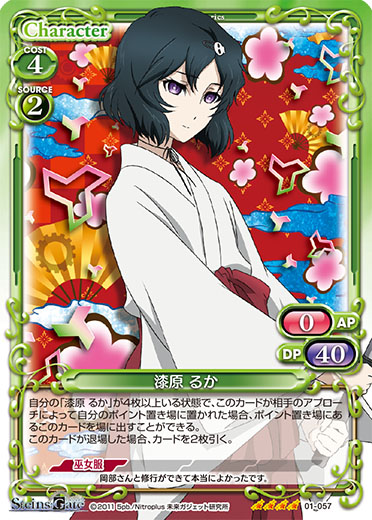 Character
COST
4
SOURCE
2
0 AP
DP 40
漆原 るか
自分の「漆原 るか」が4枚以上いる状態で、このカードが相手のアプロー
チによって自分のポイント置き場に置かれた場合、ポイント置き場にあ
るこのカードを場に出すことができる。
このカードが退場した場合、カードを2枚引く。
巫女服
岡部さんと修行ができて本当によかったです。
Steins;Gate
©2011 5pb./Nitroplus 未来ガジェット研究所
01-057